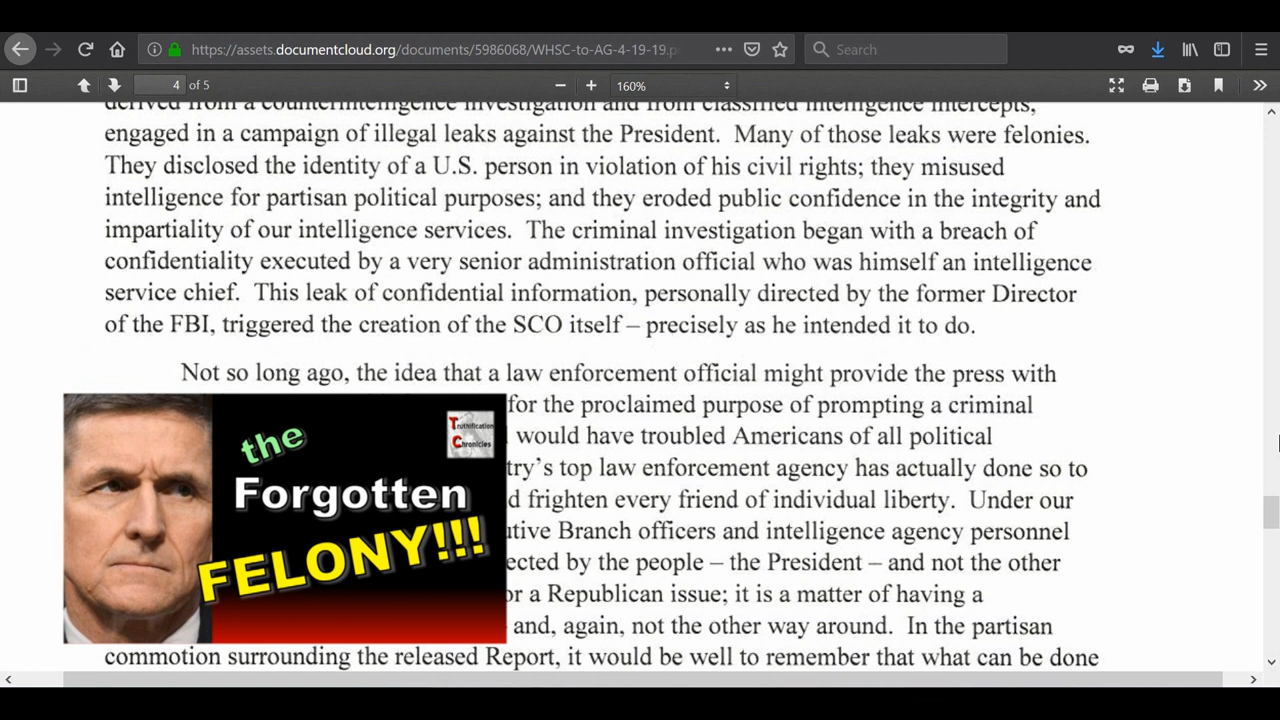 https://assets.documentcloud.org/documents/5986068/WHSC-to-AG-4-19-19.p
Search
4 of 5
160%
derived from a counterintelligence investigation and from classified intelligence intercepts,
engaged in a campaign of illegal leaks against the President. Many of those leaks were felonies.
They disclosed the identity of a U.S. person in violation of his civil rights; they misused
intelligence for partisan political purposes; and they eroded public confidence in the integrity and
impartiality of our intelligence services. The criminal investigation began with a breach of
confidentiality executed by a very senior administration official who was himself an intelligence
service chief. This leak of confidential information, personally directed by the former Director
of the FBI, triggered the creation of the SCO itself – precisely as he intended it to do.
Not so long ago, the idea that a law enforcement official might provide the press with
for the proclaimed purpose of prompting a criminal
would have troubled Americans of all political
try's top law enforcement agency has actually done so to
d frighten every friend of individual liberty. Under our
utive Branch officers and intelligence agency personnel
ected by the people – the President – and not the other
or a Republican issue; it is a matter of having a
and, again, not the other way around. In the partisan
commotion surrounding the released Report, it would be well to remember that what can be done
the
Forgotten
FELONY!!!
Truthification
Chronicles